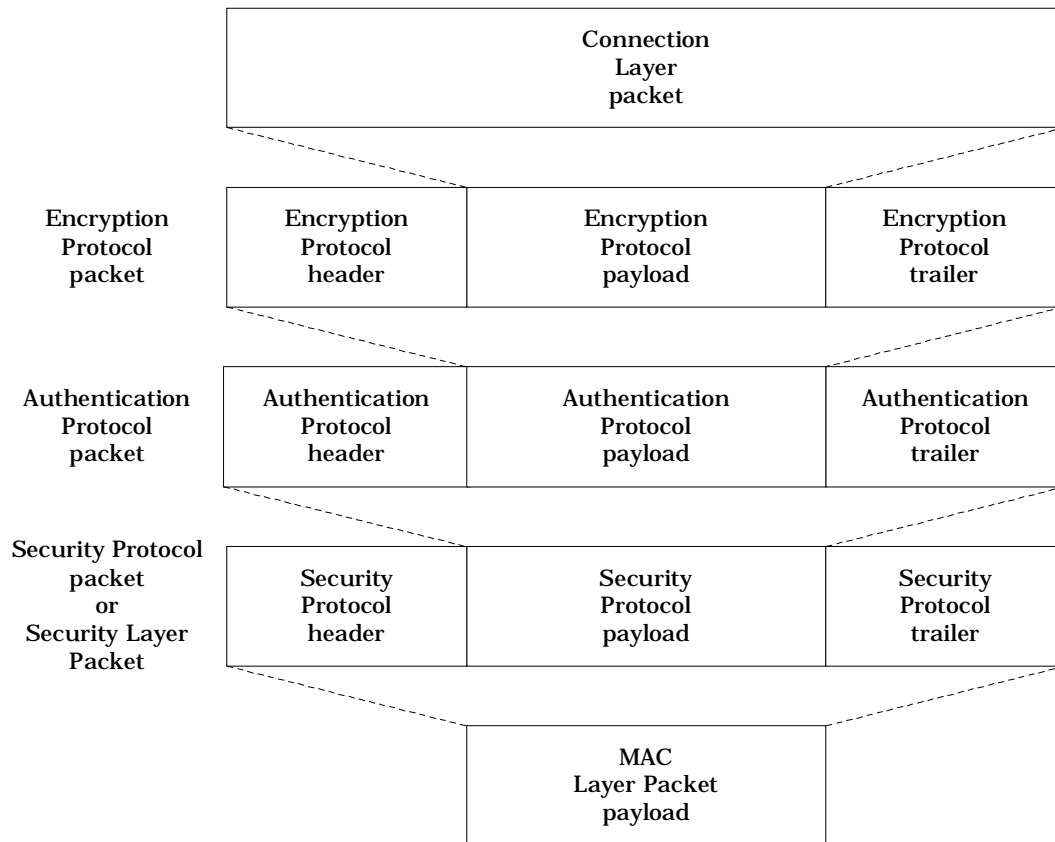 Connection
Layer
packet
Encryption
Protocol
packet
Encryption
Protocol
header
Encryption
Protocol
payload
Encryption
Protocol
trailer
Authentication
Protocol
packet
Authentication
Protocol
header
Authentication
Protocol
payload
Authentication
Protocol
trailer
Security Protocol
packet
or
Security Layer
Packet
Security
Protocol
header
Security
Protocol
payload
Security
Protocol
trailer
MAC
Layer Packet
payload